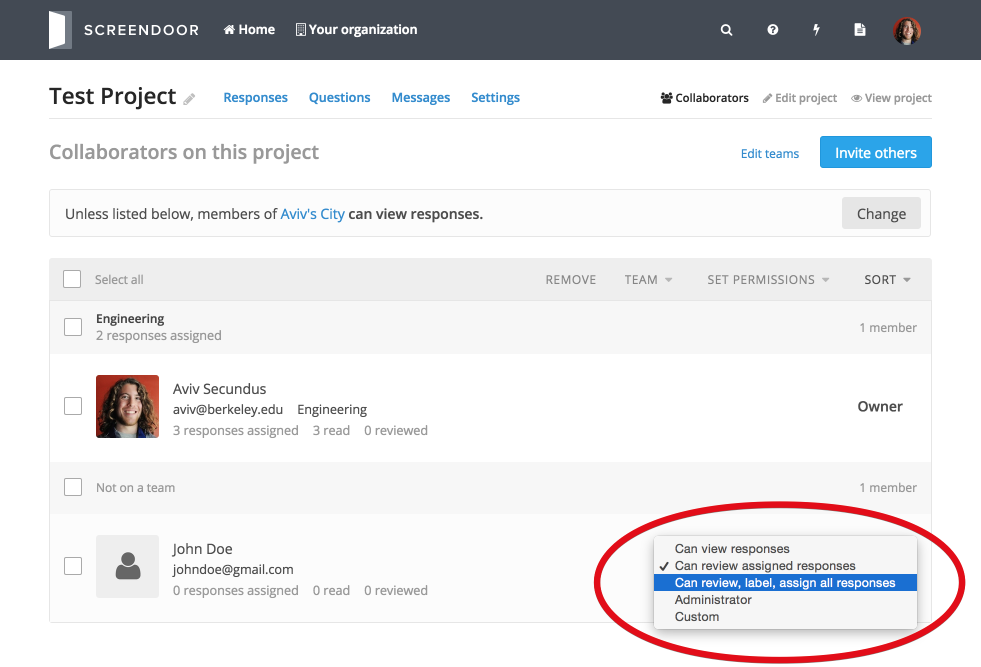 SCREENDOOR Home Your organization
Test Project Responses Questions Messages Settings Collaborators Edit project View project
Collaborators on this project Edit teams Invite others
Unless listed below, members of Aviv's City can view responses. Change
Select all REMOVE TEAM SET PERMISSIONS SORT
Engineering
2 responses assigned 1 member
Aviv Secundus
aviv@berkeley.edu Engineering Owner
3 responses assigned 3 read 0 reviewed
Not on a team 1 member
John Doe
johndoe@gmail.com
0 responses assigned 0 read 0 reviewed
Can view responses
✓ Can review assigned responses
Can review, label, assign all responses
Administrator
Custom